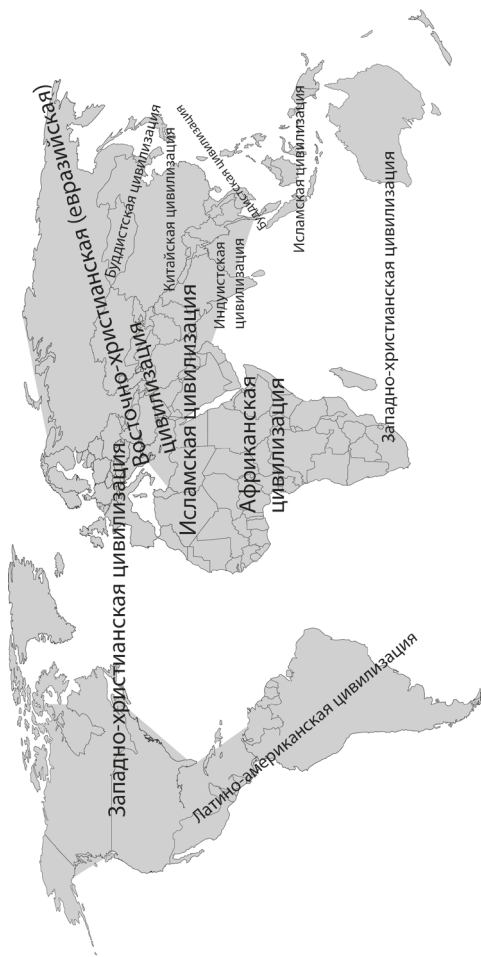 Западно-христианская цивилизация
Латино-американская цивилизация
Восточно-христианская (евразийская)
цивилизация
Исламская цивилизация
Африканская
цивилизация
Буддистская цивилизация
Китайская цивилизация
Индуистская
цивилизация
Буддистская цивилизация
Исламская цивилизация
Западно-христианская цивилизация